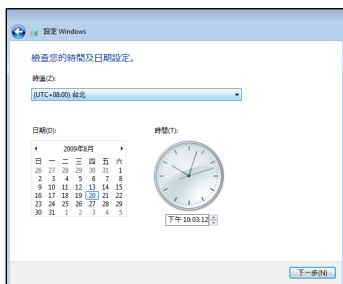 設定 Windows
檢查您的時間及日期設定。
時區(Z):
(UTC+08:00) 台北
日期(D):
2009年8月
日 一 二 三 四 五 六
26 27 28 29 30 31 1
2 3 4 5 6 7 8
9 10 11 12 13 14 15
16 17 18 19 20 21 22
23 24 25 26 27 28 29
30 31 1 2 3 4 5
時間(T):
下午 10:03:12
下一步(N)